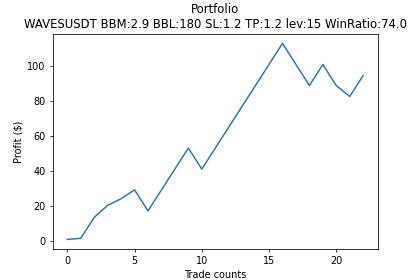 Portfolio
WAVESUSDT BBM:2.9 BBL:180 SL:1.2 TP:1.2 lev:15 WinRatio:74.0
100
80
60
40
20
0
Profit ($)
0 5 10 15 20
Trade counts